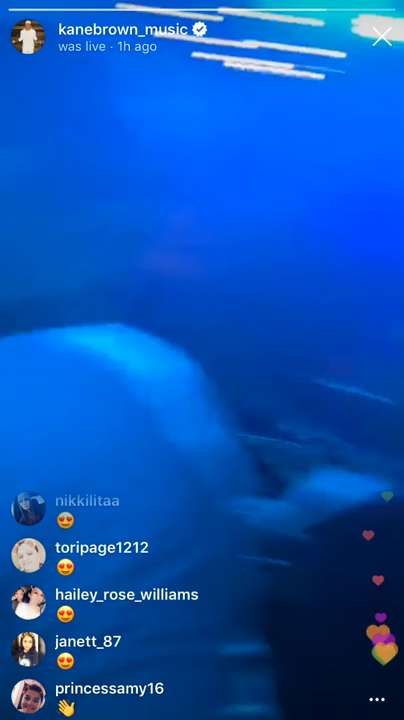 kanebrown_music
was live · 1h ago
nikkilitaa
😍
toripage1212
😍
hailey_rose_williams
😍
janett_87
😍
princessamy16
👋